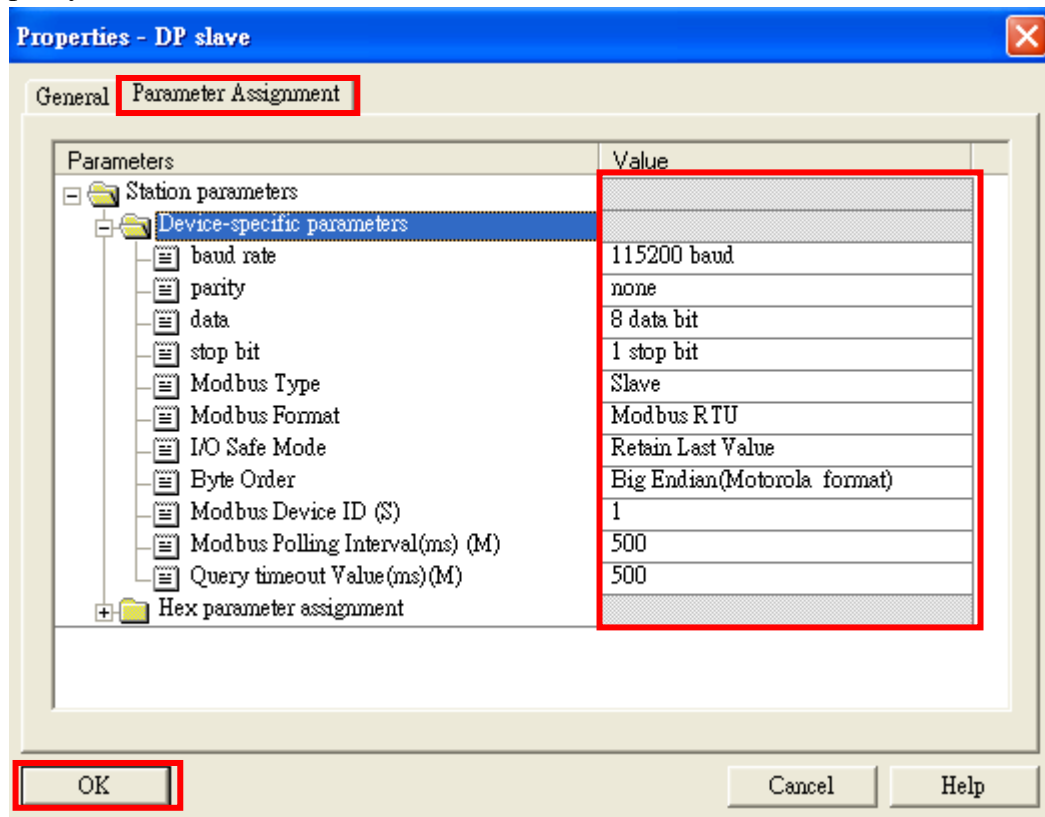 Properties - DP slave
General Parameter Assignment
Parameters Value
Station parameters
Device-specific parameters
baud rate 115200 baud
parity none
data 8 data bit
stop bit 1 stop bit
Modbus Type Slave
Modbus Format Modbus RTU
I/O Safe Mode Retain Last Value
Byte Order Big Endian(Motorola format)
Modbus Device ID (S) 1
Modbus Polling Interval(ms) (M) 500
Query timeout Value(ms)(M) 500
Hex parameter assignment
OK Cancel Help